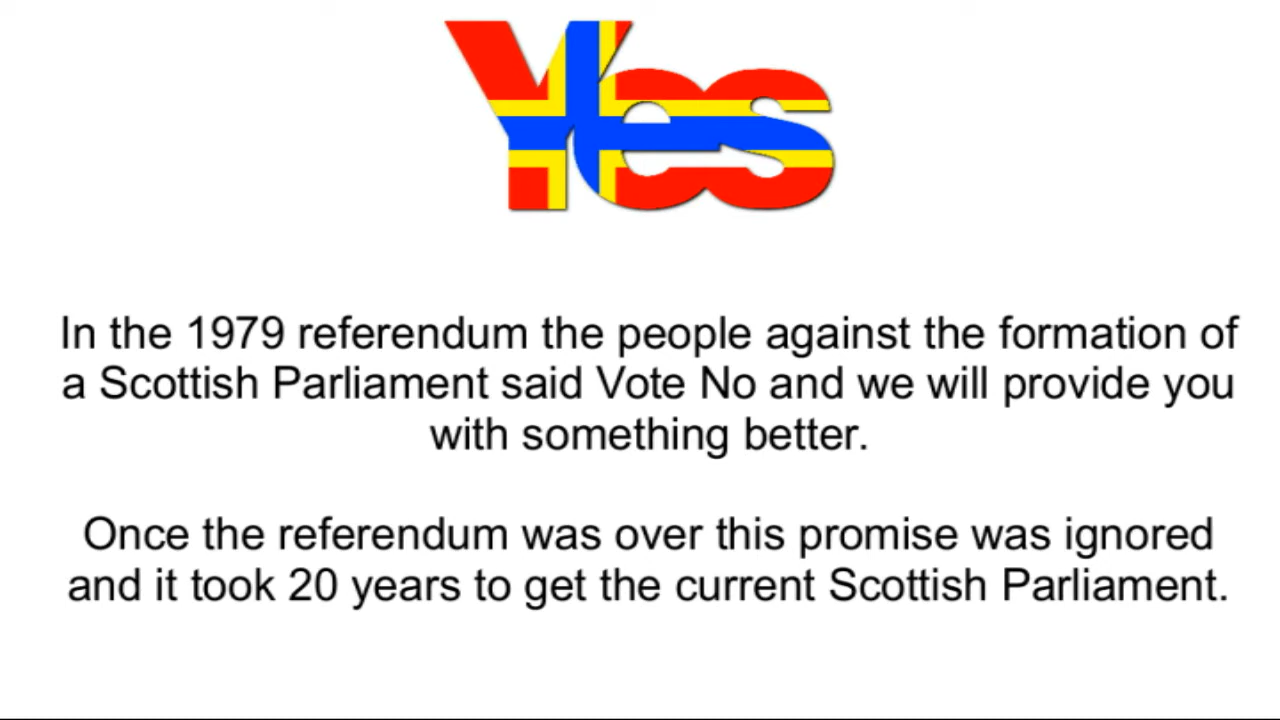 Yes
In the 1979 referendum the people against the formation of
a Scottish Parliament said Vote No and we will provide you
with something better.
Once the referendum was over this promise was ignored
and it took 20 years to get the current Scottish Parliament.